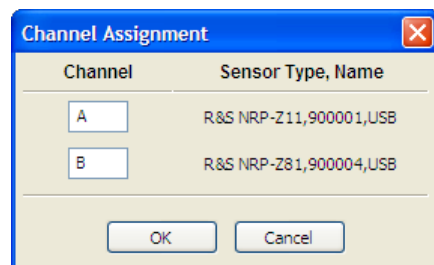 Channel Assignment
Channel Sensor Type, Name
A R&S NRP-Z11,900001,USB
B R&S NRP-Z81,900004,USB
OK Cancel